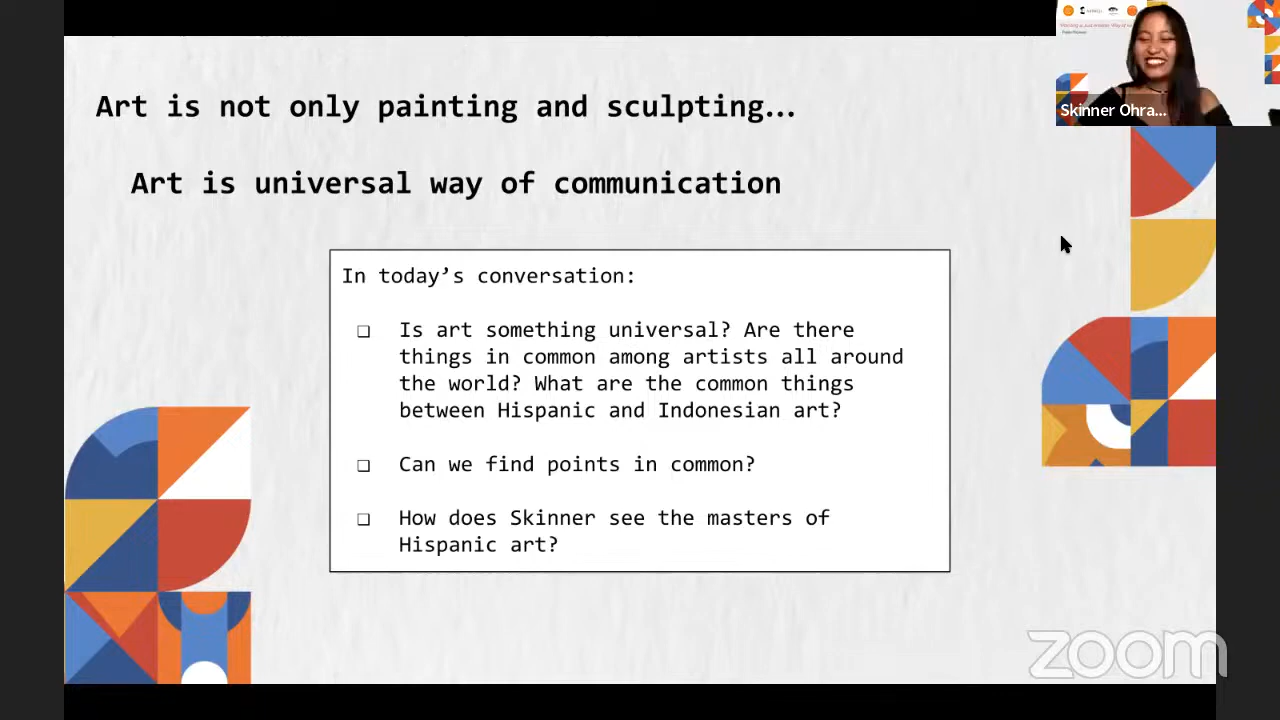 Art is not only painting and sculpting…
Art is universal way of communication
In today’s conversation:
❑ Is art something universal? Are there
things in common among artists all around
the world? What are the common things
between Hispanic and Indonesian art?
❑ Can we find points in common?
❑ How does Skinner see the masters of
Hispanic art?
Skinner Ohra...
zoom